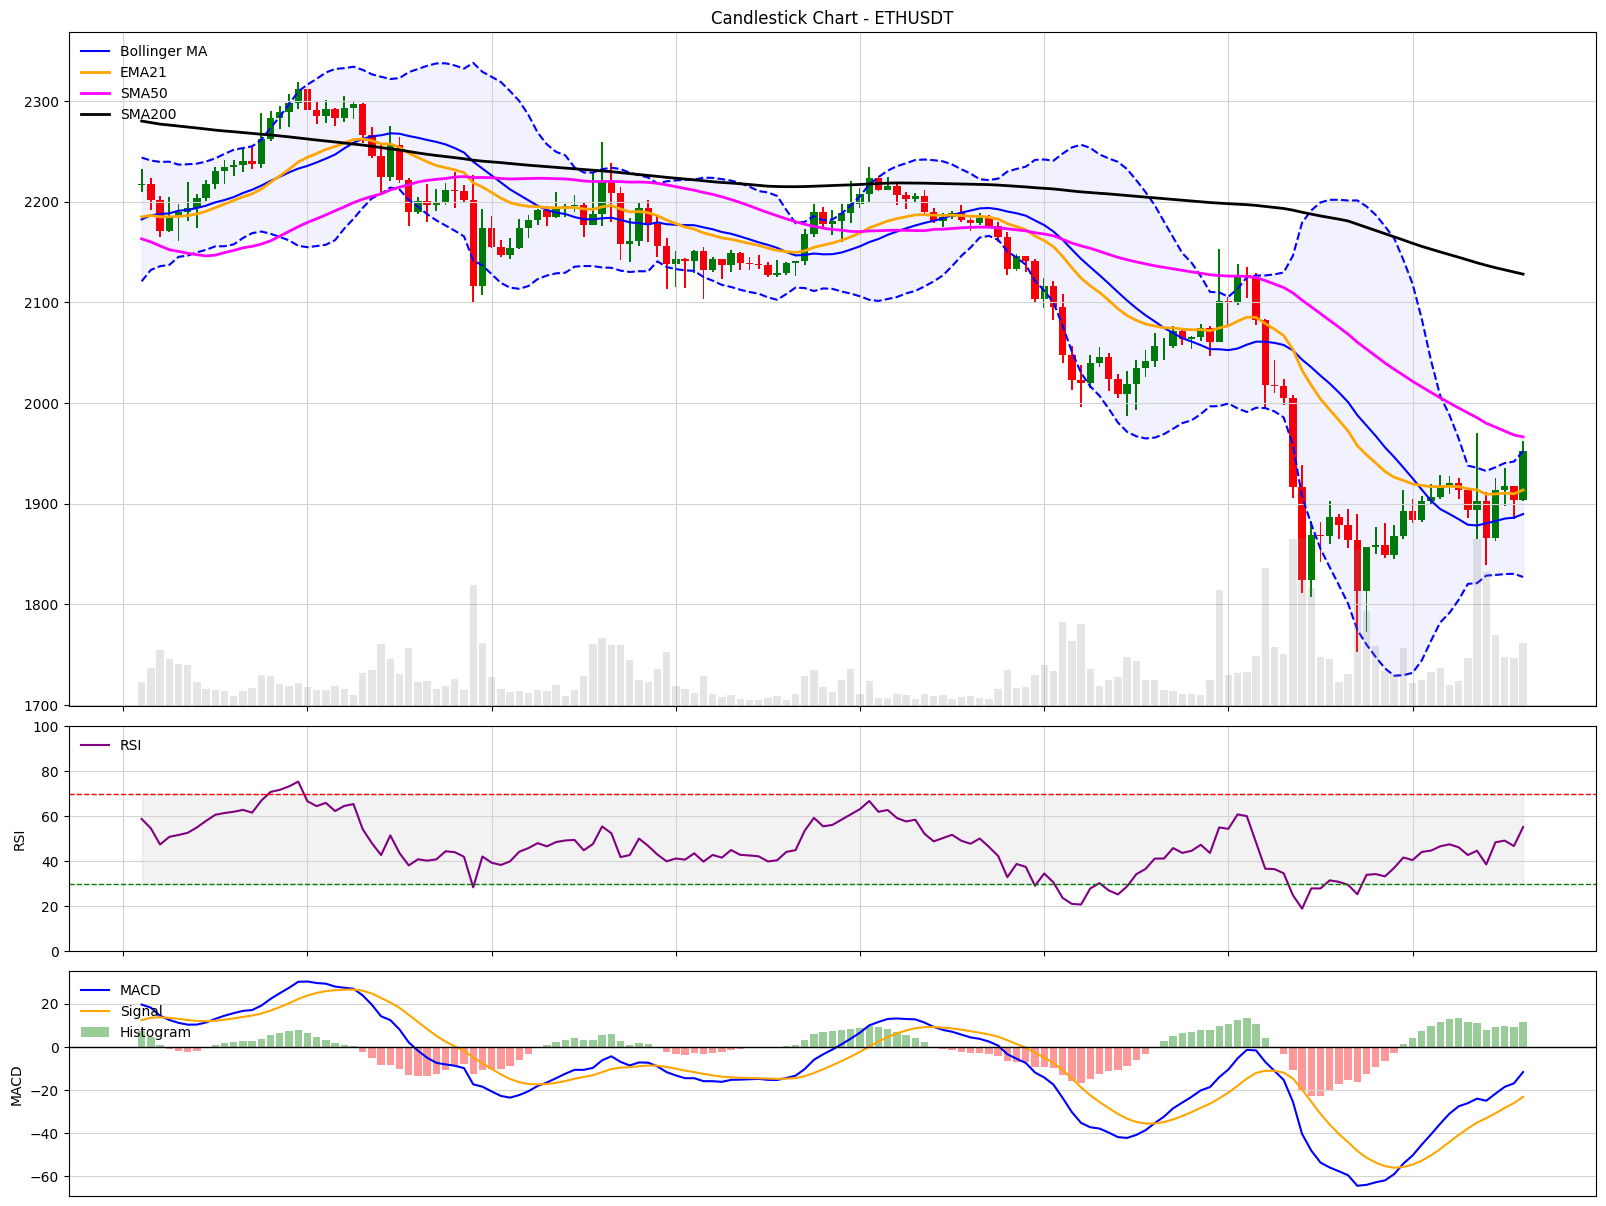 Candlestick Chart - ETHUSDT
Bollinger MA
EMA21
SMA50
SMA200
2300
2200
2100
2000
1900
1800
1700
RSI
100
80
60
40
20
0
RSI
MACD
Signal
Histogram
20
0
−20
−40
−60
MACD